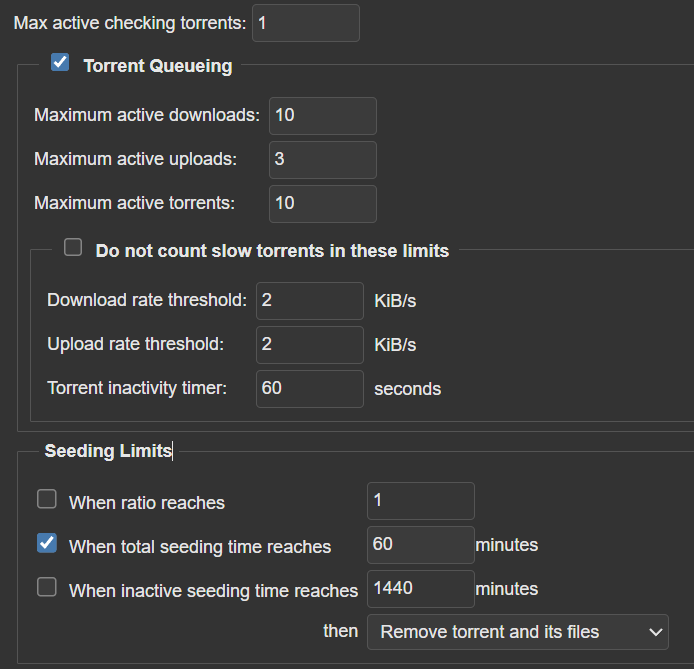 Max active checking torrents: 1
Torrent Queueing
Maximum active downloads: 10
Maximum active uploads: 3
Maximum active torrents: 10
Do not count slow torrents in these limits
Download rate threshold: 2 KiB/s
Upload rate threshold: 2 KiB/s
Torrent inactivity timer: 60 seconds
Seeding Limits
When ratio reaches 1
When total seeding time reaches 60 minutes
When inactive seeding time reaches 1440 minutes
then Remove torrent and its files